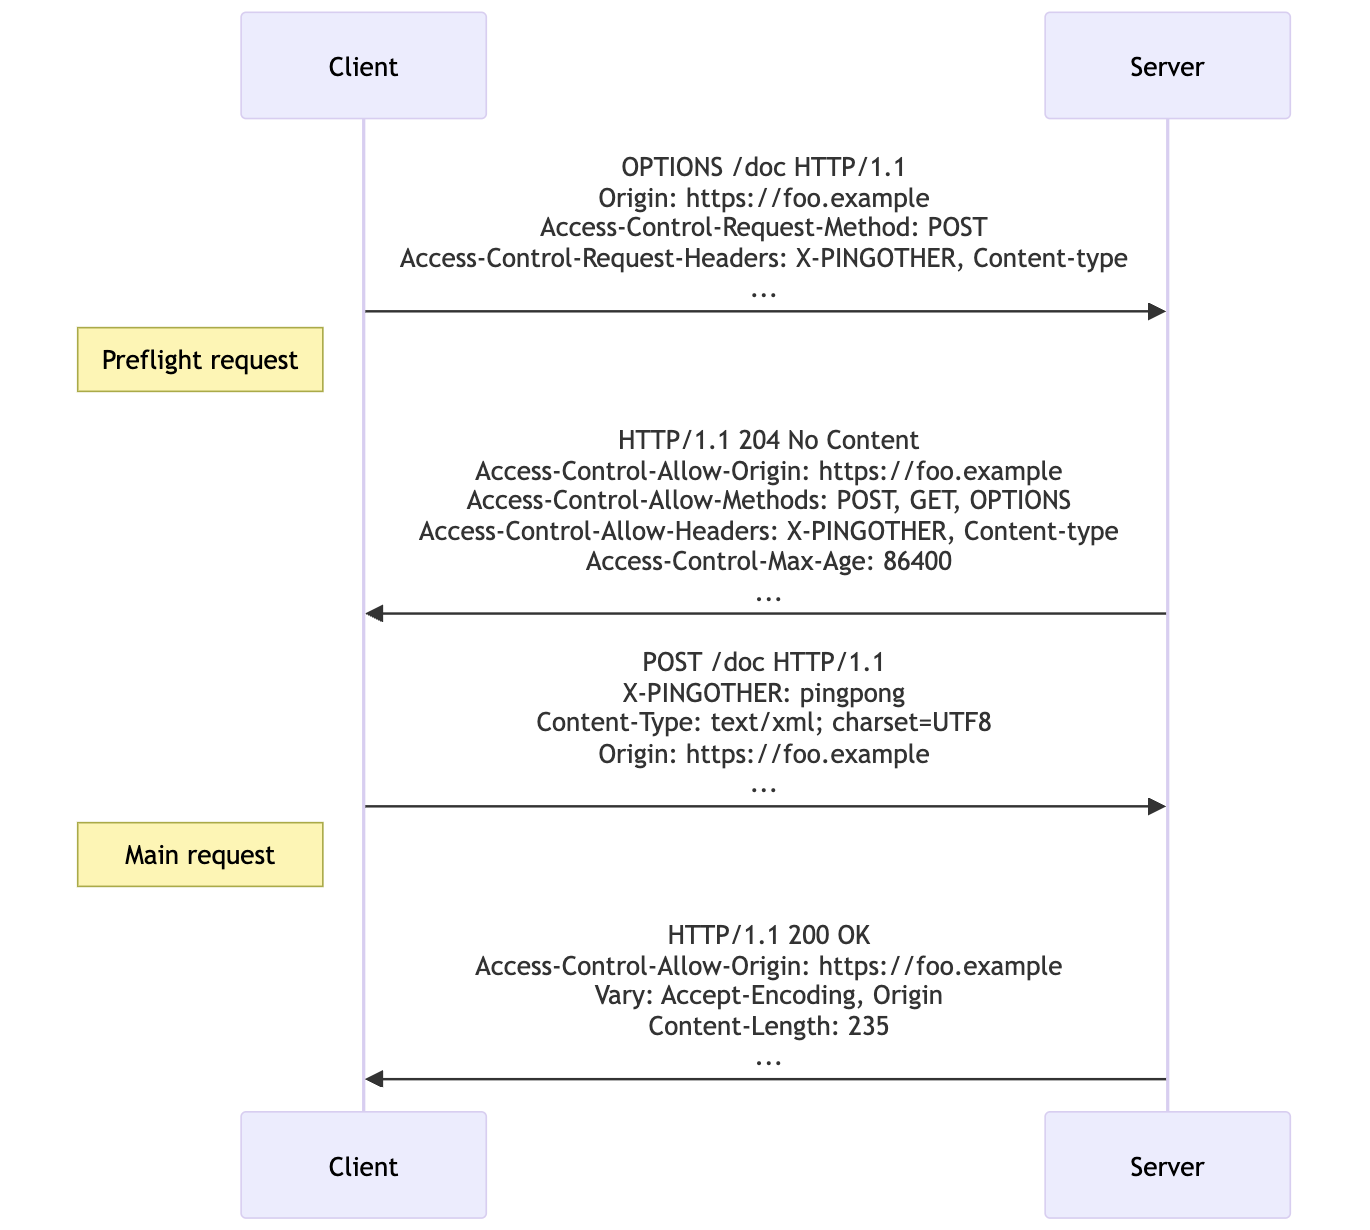 Client
Server
OPTIONS /doc HTTP/1.1
Origin: https://foo.example
Access-Control-Request-Method: POST
Access-Control-Request-Headers: X-PINGOTHER, Content-type
...
Preflight request
HTTP/1.1 204 No Content
Access-Control-Allow-Origin: https://foo.example
Access-Control-Allow-Methods: POST, GET, OPTIONS
Access-Control-Allow-Headers: X-PINGOTHER, Content-type
Access-Control-Max-Age: 86400
...
POST /doc HTTP/1.1
X-PINGOTHER: pingpong
Content-Type: text/xml; charset=UTF8
Origin: https://foo.example
...
Main request
HTTP/1.1 200 OK
Access-Control-Allow-Origin: https://foo.example
Vary: Accept-Encoding, Origin
Content-Length: 235
...
Client
Server